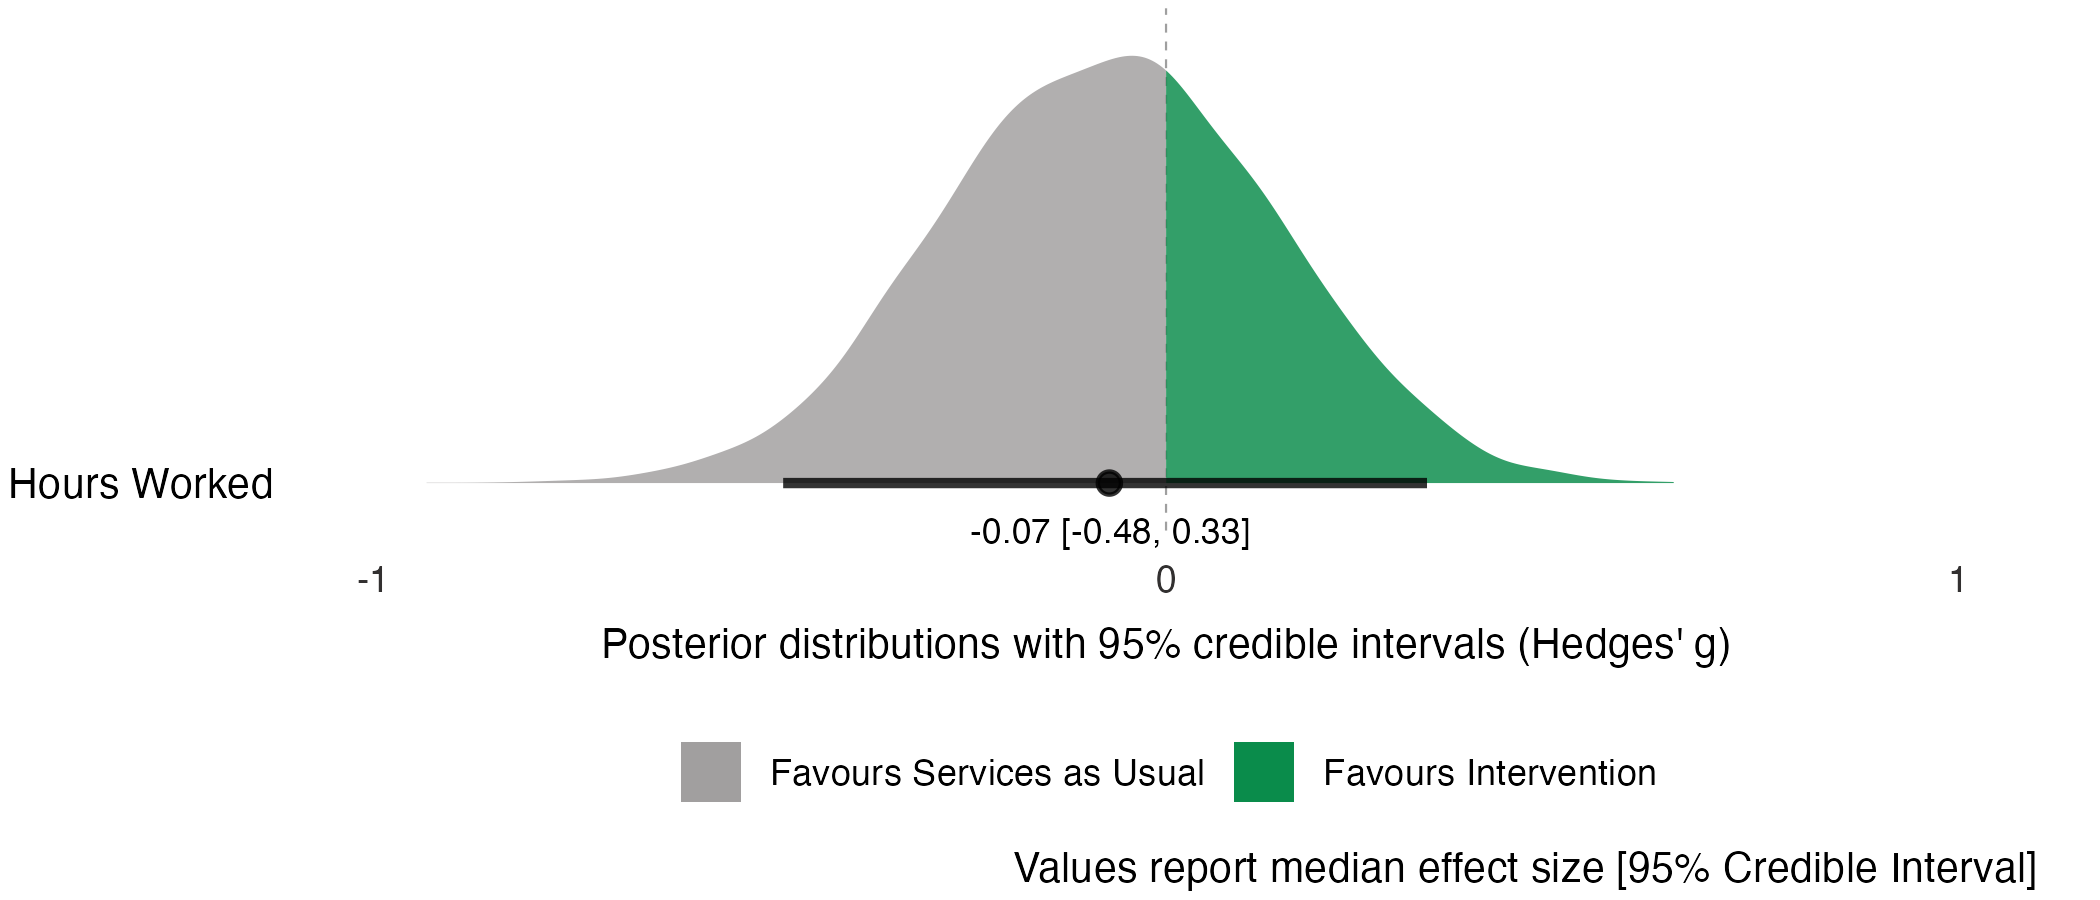 Hours Worked
-0.07 [-0.48, 0.33]
-1 0 1
Posterior distributions with 95% credible intervals (Hedges' g)
Favours Services as Usual Favours Intervention
Values report median effect size [95% Credible Interval]